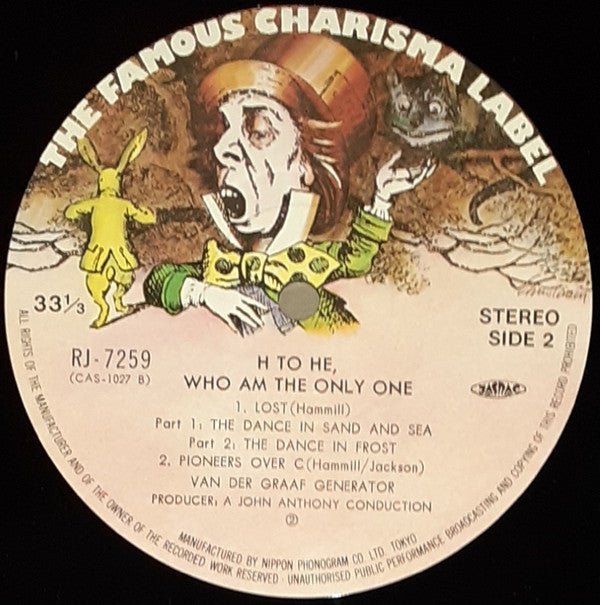 THE FAMOUS CHARISMA LABEL
33⅓
STEREO
SIDE 2
RJ-7259
(CAS-1027 B)
JASRAC
H TO HE,
WHO AM THE ONLY ONE
1. LOST(Hammill)
Part 1: THE DANCE IN SAND AND SEA
Part 2: THE DANCE IN FROST
2. PIONEERS OVER C(Hammill/Jackson)
VAN DER GRAAF GENERATOR
PRODUCER: A JOHN ANTHONY CONDUCTION
ALL RIGHTS OF THE MANUFACTURER AND OF THE OWNER OF THE RECORDED WORK RESERVED · UNAUTHORISED PUBLIC PERFORMANCE BROADCASTING AND COPYING OF THIS RECORD PROHIBITED
MANUFACTURED BY NIPPON PHONOGRAM CO. LTD. TOKYO